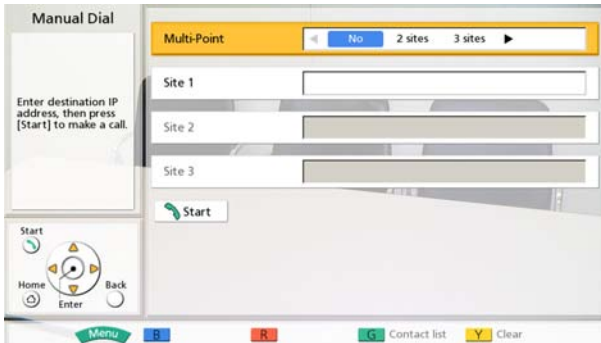 Manual Dial
Enter destination IP
address, then press
[Start] to make a call.
Multi-Point
No 2 sites 3 sites
Site 1
Site 2
Site 3
Start
Start
Home
Enter
Back
Menu B R G Contact list Y Clear